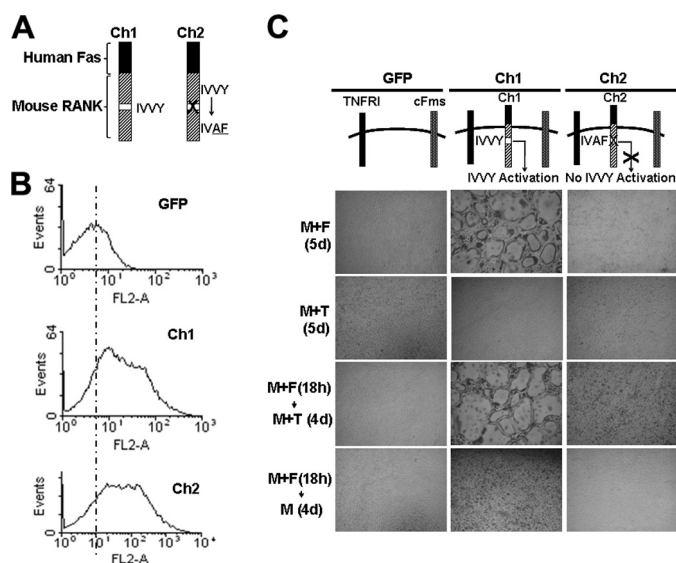 A
Ch1
Ch2
Human Fas
Mouse RANK
IVVY
IVVY
IVAF
B
GFP
Events
64
0
10⁰ 10¹ 10² 10³
FL2-A
Ch1
Events
64
0
10⁰ 10¹ 10² 10³
FL2-A
Ch2
Events
64
0
10⁰ 10¹ 10² 10³ 10⁴
FL2-A
C
GFP
Ch1
Ch2
TNFRI
cFms
Ch1
Ch2
IVVY
IVAF
X
X
IVVY Activation
No IVVY Activation
M+F
(5d)
M+T
(5d)
M+F(18h)
M+T (4d)
M+F(18h)
M (4d)